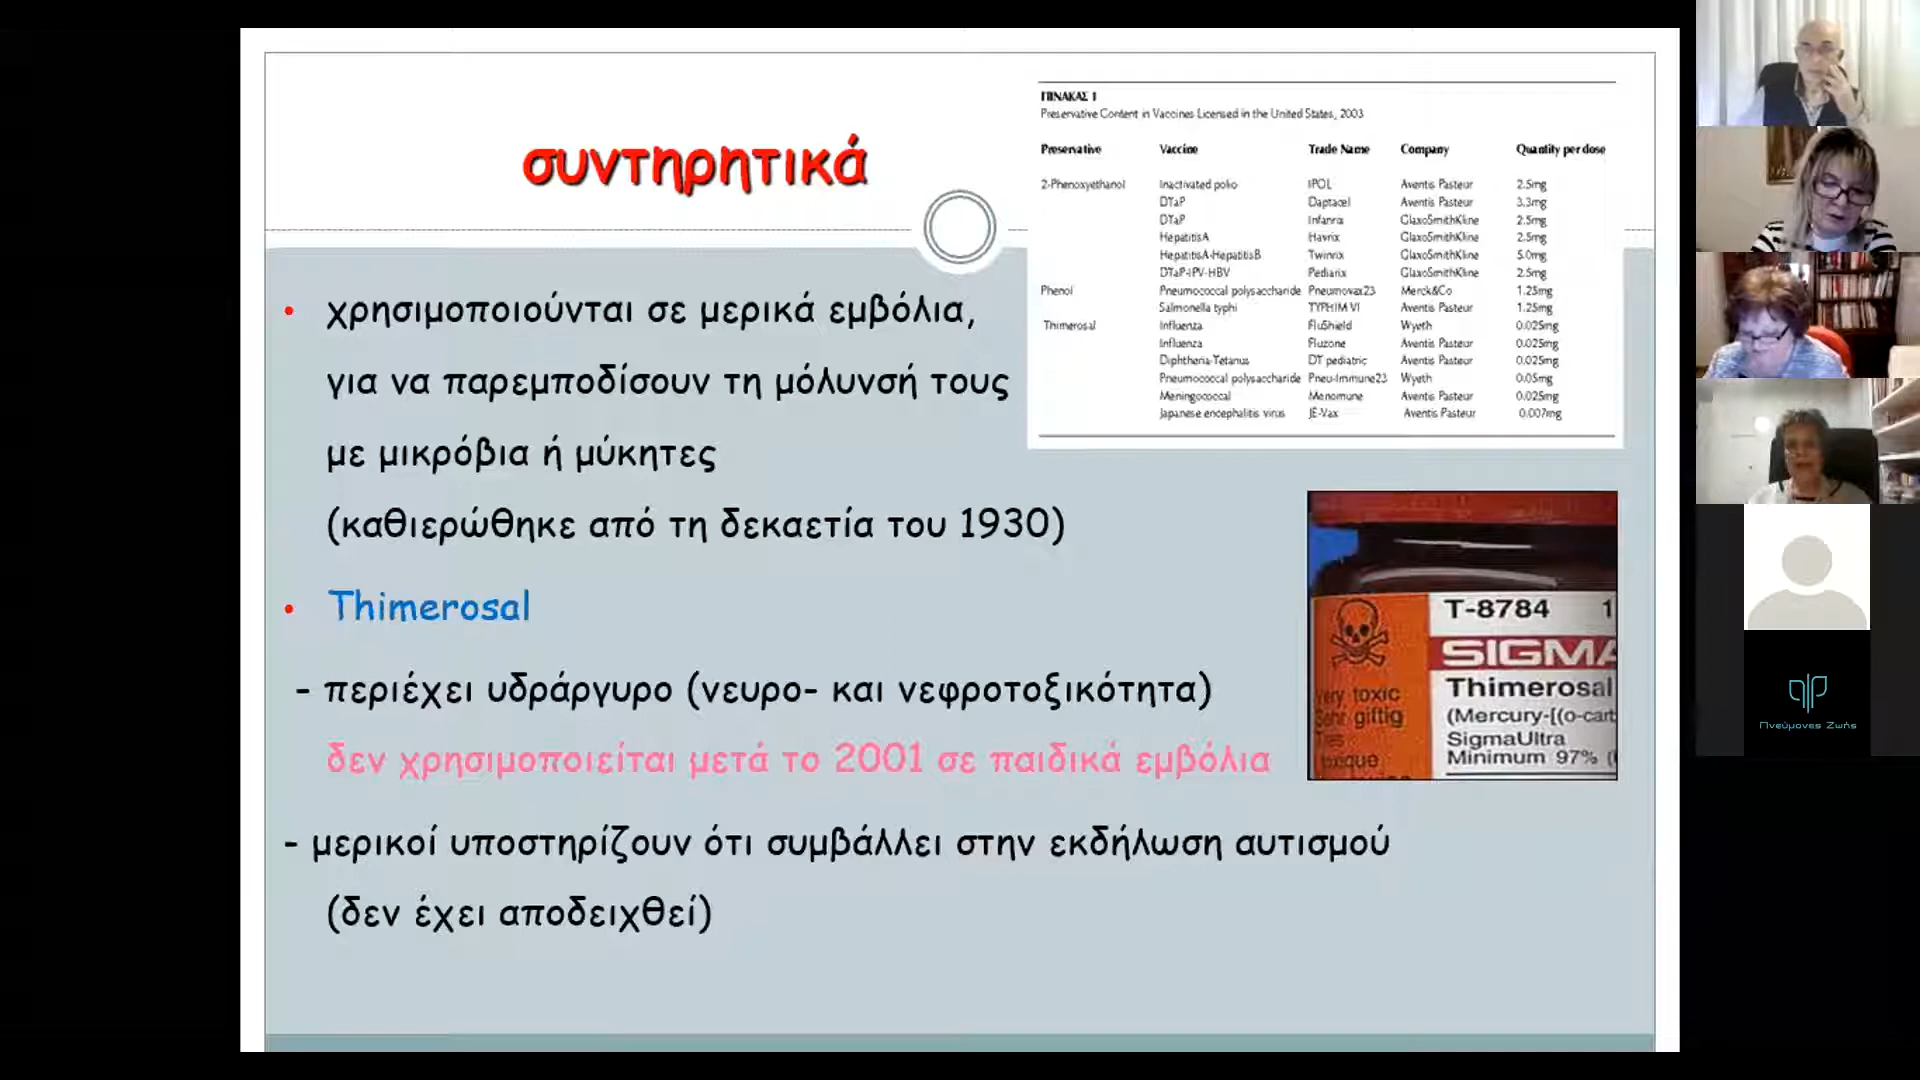 συντηρητικά
ΠΙΝΑΚΑΣ 1
Preservative Content in Vaccines Licensed in the United States, 2003
Preservative Vaccine Trade Name Company Quantity per dose
2-Phenoxyethanol Inactivated polio IPOL Aventis Pasteur 2.5mg
DTaP Daptacel Aventis Pasteur 3.3mg
DTaP Infanrix GlaxoSmithKline 2.5mg
HepatitisA Havrix GlaxoSmithKline 2.5mg
HepatitisA-HepatitisB Twinrix GlaxoSmithKline 5.0mg
DTaP-IPV-HBV Pediarix GlaxoSmithKline 2.5mg
Phenol Pneumococcal polysaccharide Pneumovax23 Merck&Co 1.25mg
Salmonella typhi TYPHIM VI Aventis Pasteur 1.25mg
Thimerosal Influenza FluShield Wyeth 0.025mg
Influenza Fluzone Aventis Pasteur 0.025mg
Diphtheria-Tetanus DT pediatric Aventis Pasteur 0.025mg
Pneumococcal polysaccharide Pneu-Immune23 Wyeth 0.05mg
Meningococcal Menomune Aventis Pasteur 0.025mg
Japanese encephalitis virus JE-Vax Aventis Pasteur 0.007mg
• χρησιμοποιούνται σε μερικά εμβόλια,
για να παρεμποδίσουν τη μόλυνσή τους
με μικρόβια ή μύκητες
(καθιερώθηκε από τη δεκαετία του 1930)
• Thimerosal
- περιέχει υδράργυρο (νευρο- και νεφροτοξικότητα)
δεν χρησιμοποιείται μετά το 2001 σε παιδικά εμβόλια
- μερικοί υποστηρίζουν ότι συμβάλλει στην εκδήλωση αυτισμού
(δεν έχει αποδειχθεί)
T-8784 1
SIGMA
Thimerosal
(Mercury-[(o-cart
SigmaUltra
Minimum 97% (
toxic
giftig
Πνεύμονες Ζωής